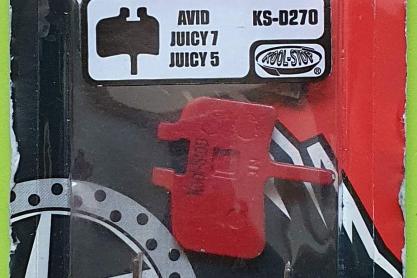 AVID KS-D270
JUICY 7
JUICY 5
KOOL-STOP
®